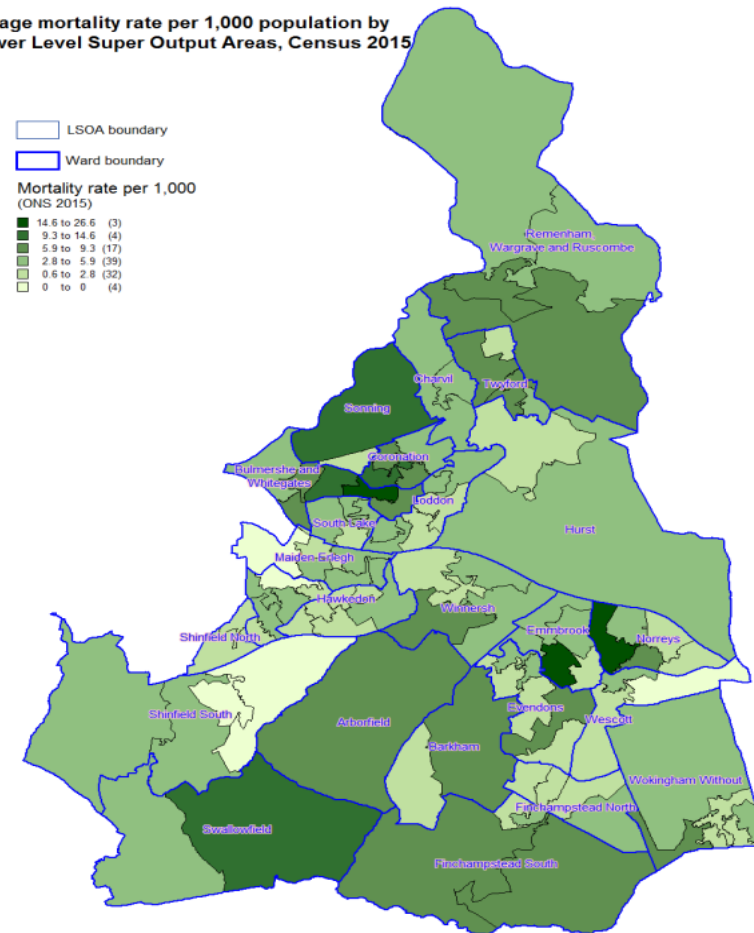 age mortality rate per 1,000 population by
wer Level Super Output Areas, Census 2015
LSOA boundary
Ward boundary
Mortality rate per 1,000
(ONS 2015)
14.6 to 26.6 (3)
9.3 to 14.6 (4)
5.9 to 9.3 (17)
2.8 to 5.9 (39)
0.6 to 2.8 (32)
0 to 0 (4)
Remenham,
Wargrave and Ruscombe
Charvil
Twyford
Sonning
Coronation
Bulmershe and
Whitegates
Loddon
South Lake
Hurst
Maiden Erlegh
Hawkedon
Winnersh
Emmbrook
Norreys
Shinfield North
Evendons
Shinfield South
Arborfield
Wescott
Barkham
Wokingham Without
Finchampstead North
Swallowfield
Finchampstead South